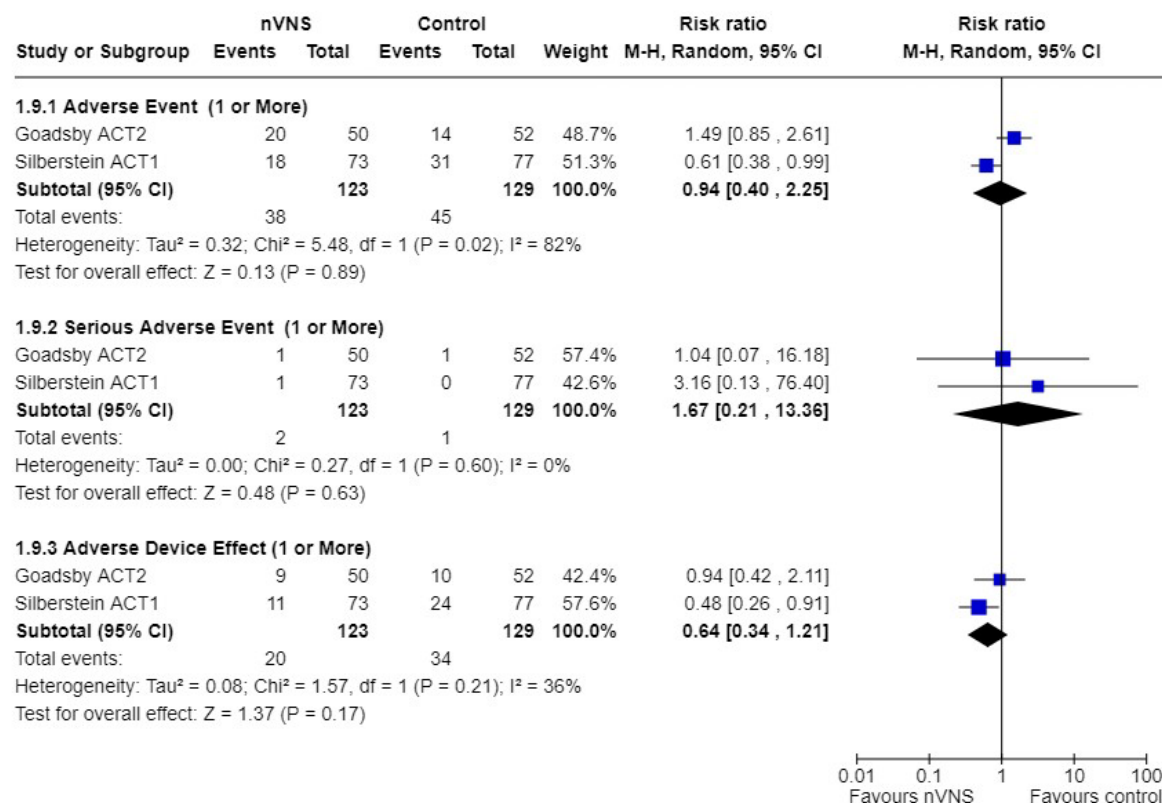 nVNS Control Risk ratio Risk ratio
Study or Subgroup Events Total Events Total Weight M-H, Random, 95% CI M-H, Random, 95% CI
1.9.1 Adverse Event (1 or More)
Goadsby ACT2 20 50 14 52 48.7% 1.49 [0.85 , 2.61]
Silberstein ACT1 18 73 31 77 51.3% 0.61 [0.38 , 0.99]
Subtotal (95% CI) 123 129 100.0% 0.94 [0.40 , 2.25]
Total events: 38 45
Heterogeneity: Tau² = 0.32; Chi² = 5.48, df = 1 (P = 0.02); I² = 82%
Test for overall effect: Z = 0.13 (P = 0.89)
1.9.2 Serious Adverse Event (1 or More)
Goadsby ACT2 1 50 1 52 57.4% 1.04 [0.07 , 16.18]
Silberstein ACT1 1 73 0 77 42.6% 3.16 [0.13 , 76.40]
Subtotal (95% CI) 123 129 100.0% 1.67 [0.21 , 13.36]
Total events: 2 1
Heterogeneity: Tau² = 0.00; Chi² = 0.27, df = 1 (P = 0.60); I² = 0%
Test for overall effect: Z = 0.48 (P = 0.63)
1.9.3 Adverse Device Effect (1 or More)
Goadsby ACT2 9 50 10 52 42.4% 0.94 [0.42 , 2.11]
Silberstein ACT1 11 73 24 77 57.6% 0.48 [0.26 , 0.91]
Subtotal (95% CI) 123 129 100.0% 0.64 [0.34 , 1.21]
Total events: 20 34
Heterogeneity: Tau² = 0.08; Chi² = 1.57, df = 1 (P = 0.21); I² = 36%
Test for overall effect: Z = 1.37 (P = 0.17)
0.01 0.1 1 10 100
Favours nVNS Favours control